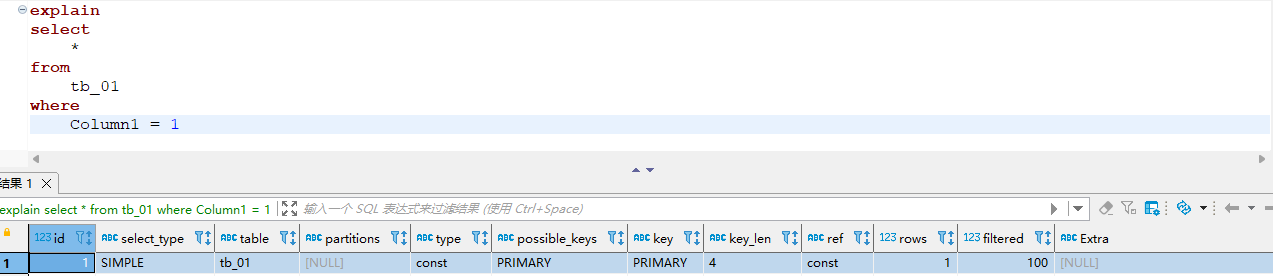 explain
select
*
from
tb_01
where
Column1 = 1
结果 1
explain select * from tb_01 where Column1 = 1 输入一个 SQL 表达式来过滤结果 (使用 Ctrl+Space)
123 id ABC select_type ABC table ABC partitions ABC type ABC possible_keys ABC key ABC key_len ABC ref 123 rows 123 filtered ABC Extra
1 1 SIMPLE tb_01 [NULL] const PRIMARY PRIMARY 4 const 1 100 [NULL]